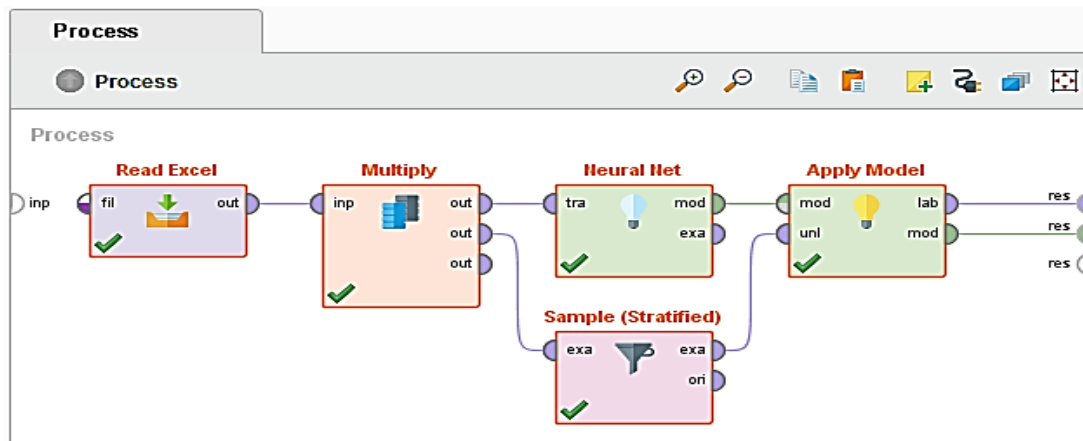 Process
Process
Process
Read Excel
Multiply
Neural Net
Apply Model
inp
fil
out
inp
out
tra
mod
mod
lab
res
out
exa
unl
mod
res
out
res
Sample (Stratified)
exa
exa
ori